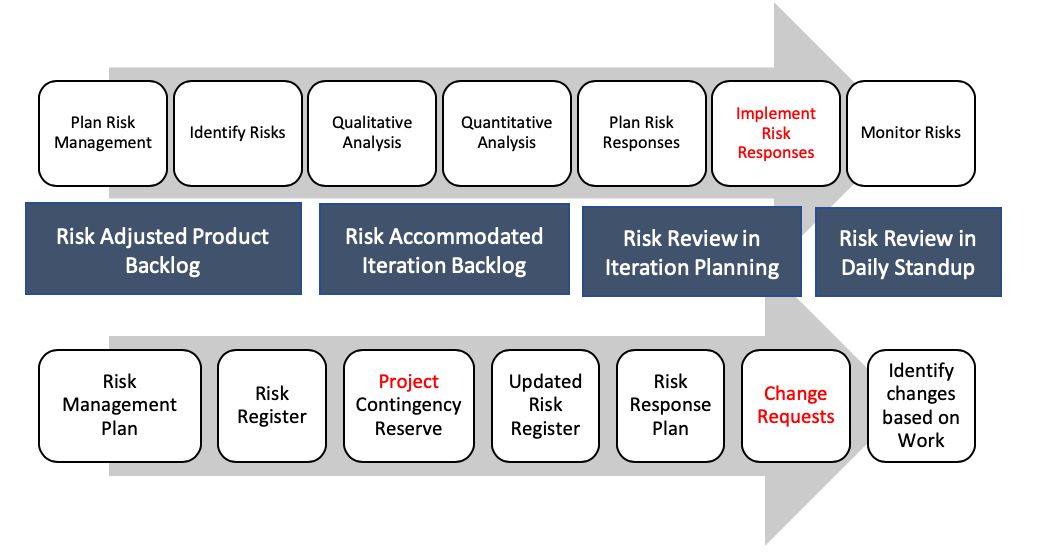 Plan Risk
Management
Identify Risks
Qualitative
Analysis
Quantitative
Analysis
Plan Risk
Responses
Implement
Risk
Responses
Monitor Risks
Risk Adjusted Product
Backlog
Risk Accommodated
Iteration Backlog
Risk Review in
Iteration Planning
Risk Review in
Daily Standup
Risk
Management
Plan
Risk
Register
Project
Contingency
Reserve
Updated
Risk
Register
Risk
Response
Plan
Change
Requests
Identify
changes
based on
Work